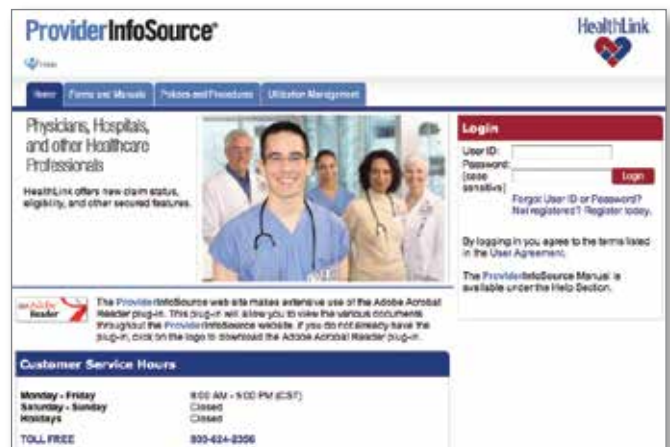 ProviderInfoSource®
HealthLink
Home
Forms and Manuals
Policies and Procedures
Utilization Management
Physicians, Hospitals,
and other Healthcare
Professionals
HealthLink offers new claim status,
eligibility, and other secured features.
Login
User ID:
Password:
(case
sensitive)
Login
Forgot User ID or Password?
Not registered? Register today.
By logging in you agree to the terms listed
in the User Agreement.
The ProviderInfoSource Manual is
available under the Help Section.
Adobe
Reader
The ProviderInfoSource web site makes extensive use of the Adobe Acrobat
Reader plug-in. This plug-in will allow you to view the various documents
throughout the ProviderInfoSource website. If you do not already have the
plug-in, click on the logo to download the Adobe Acrobat Reader plug-in.
Customer Service Hours
Monday - Friday 8:00 AM - 5:00 PM (CST)
Saturday - Sunday Closed
Holidays Closed
TOLL FREE 800-624-2356